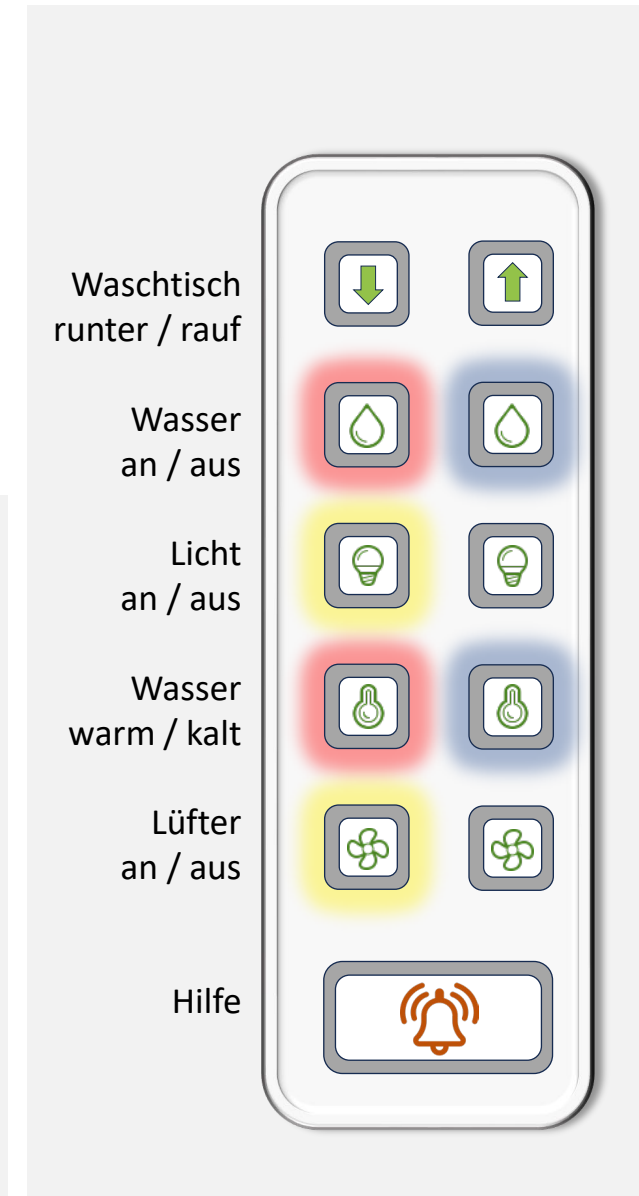 Waschtisch
runter / rauf
Wasser
an / aus
Licht
an / aus
Wasser
warm / kalt
Lüfter
an / aus
Hilfe